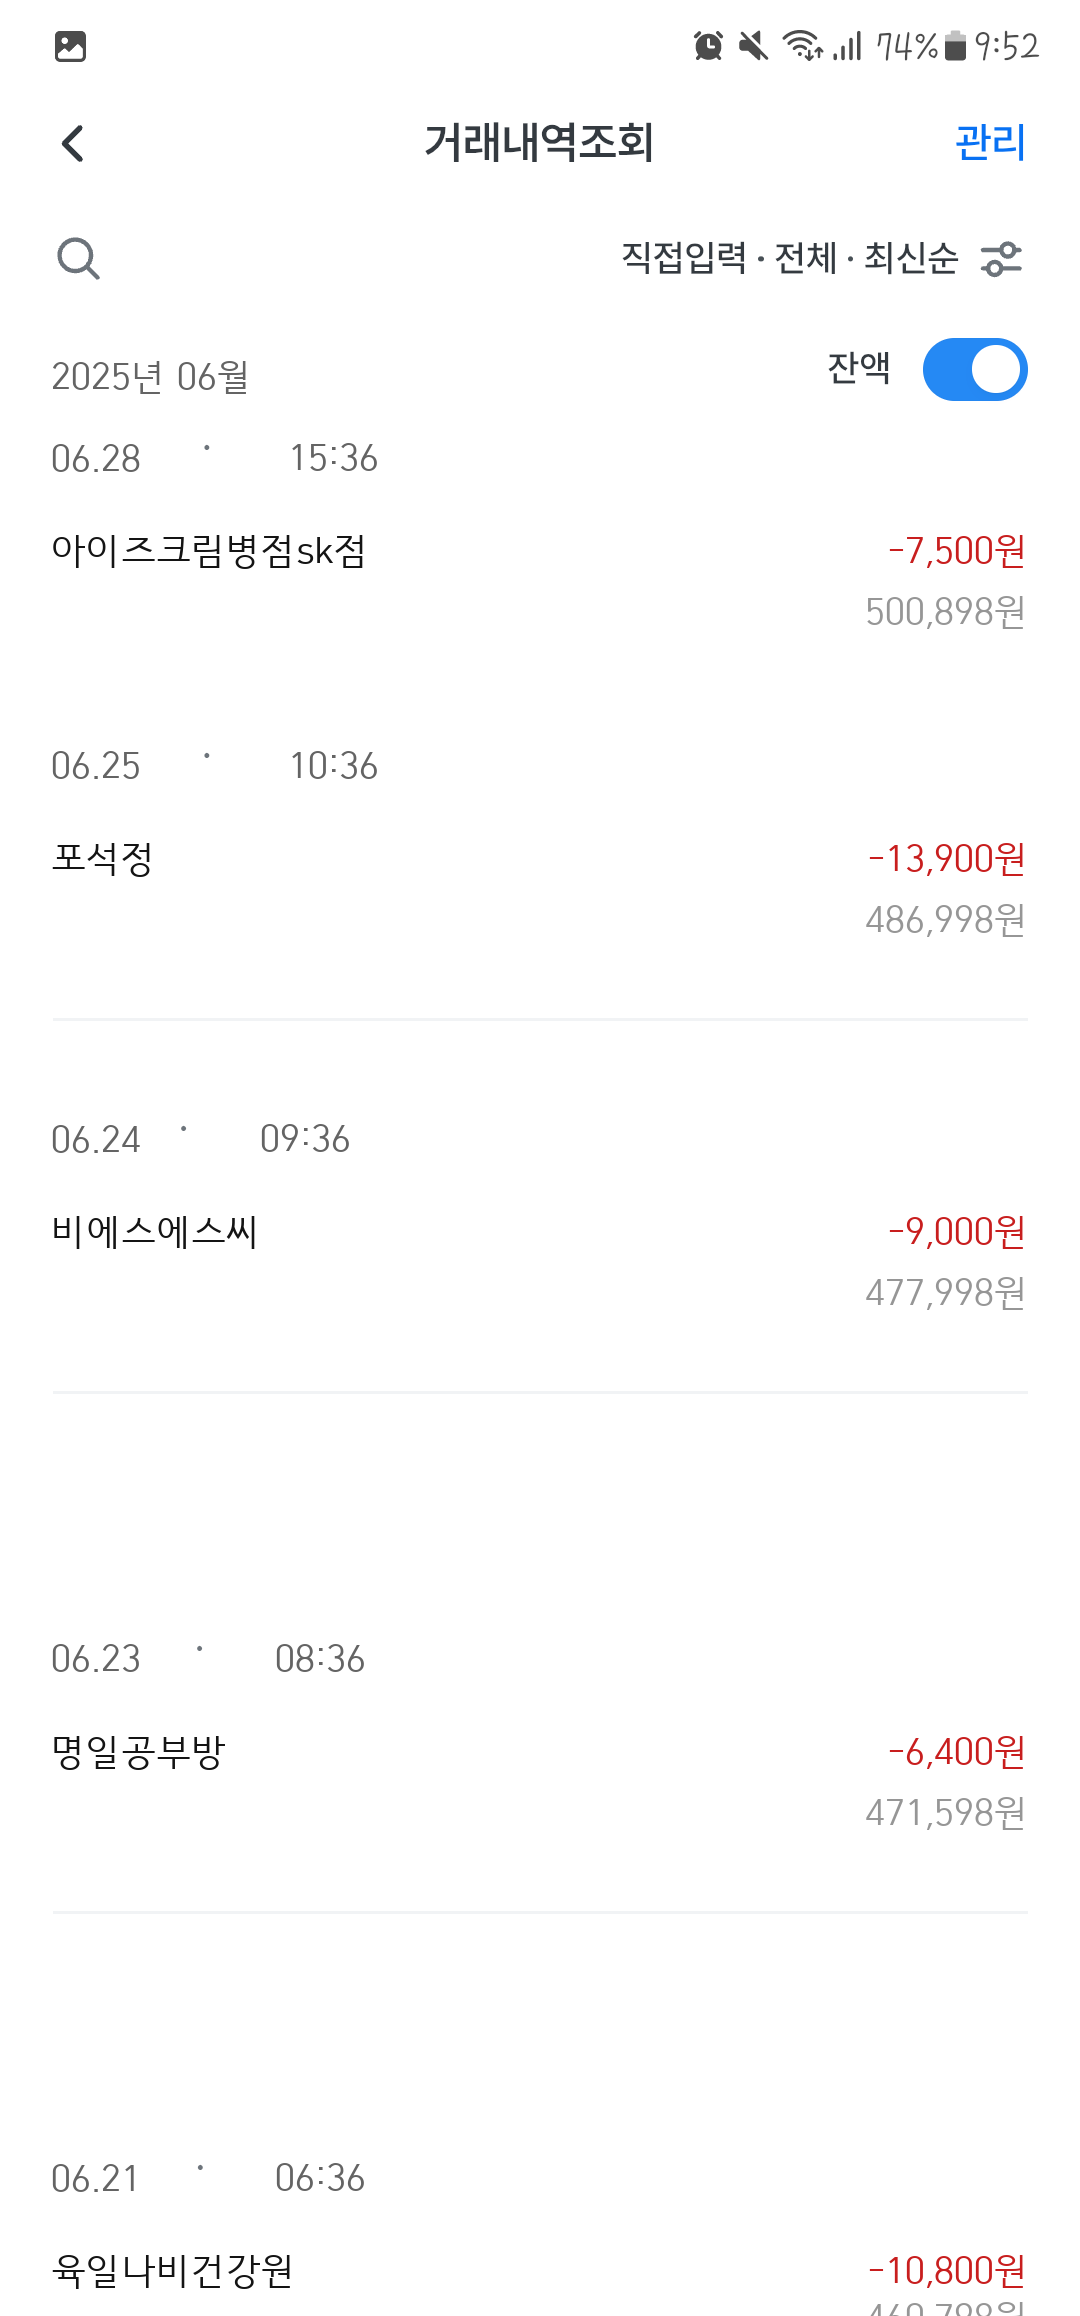 74% 9:52
거래내역조회 관리
직접입력 · 전체 · 최신순
2025년 06월 잔액
06.28 · 15:36
아이즈크림병점sk점 -7,500원
500,898원
06.25 · 10:36
포석정 -13,900원
486,998원
06.24 · 09:36
비에스에스씨 -9,000원
477,998원
06.23 · 08:36
명일공부방 -6,400원
471,598원
06.21 · 06:36
육일나비건강원 -10,800원